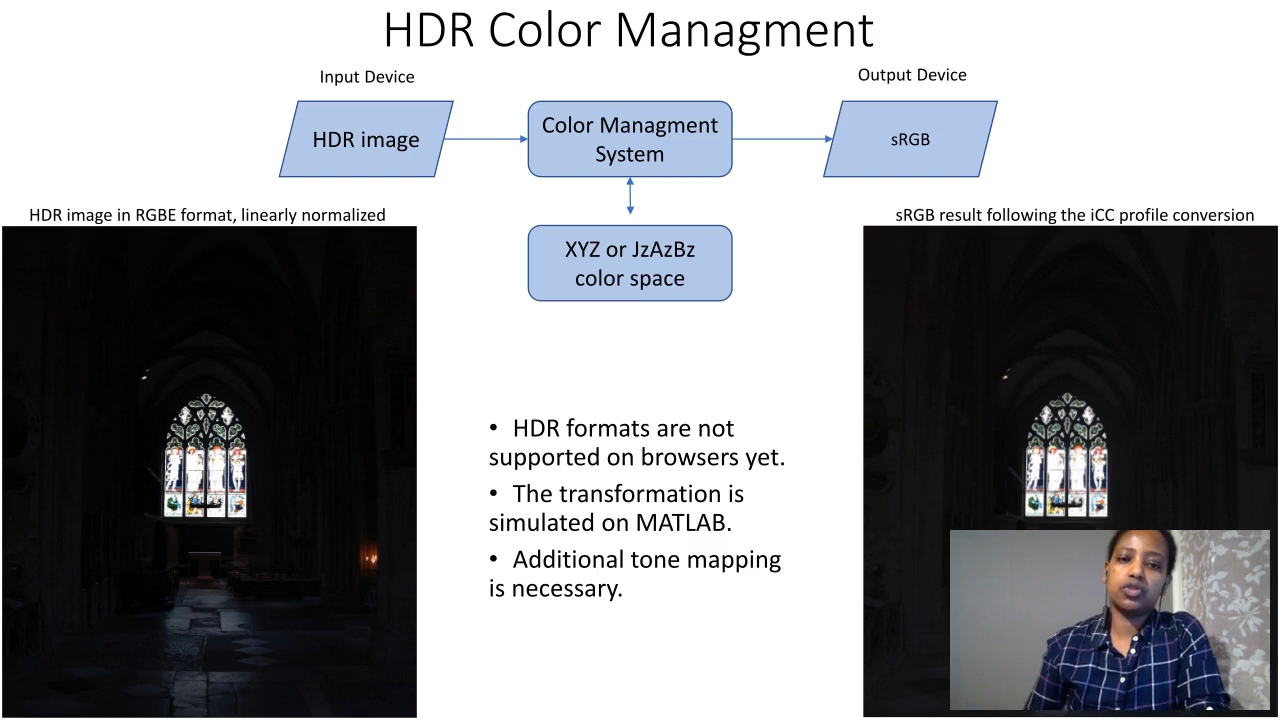 HDR Color Managment
Input Device
Output Device
HDR image
Color Managment
System
sRGB
XYZ or JzAzBz
color space
HDR image in RGBE format, linearly normalized
sRGB result following the iCC profile conversion
• HDR formats are not
supported on browsers yet.
• The transformation is
simulated on MATLAB.
• Additional tone mapping
is necessary.